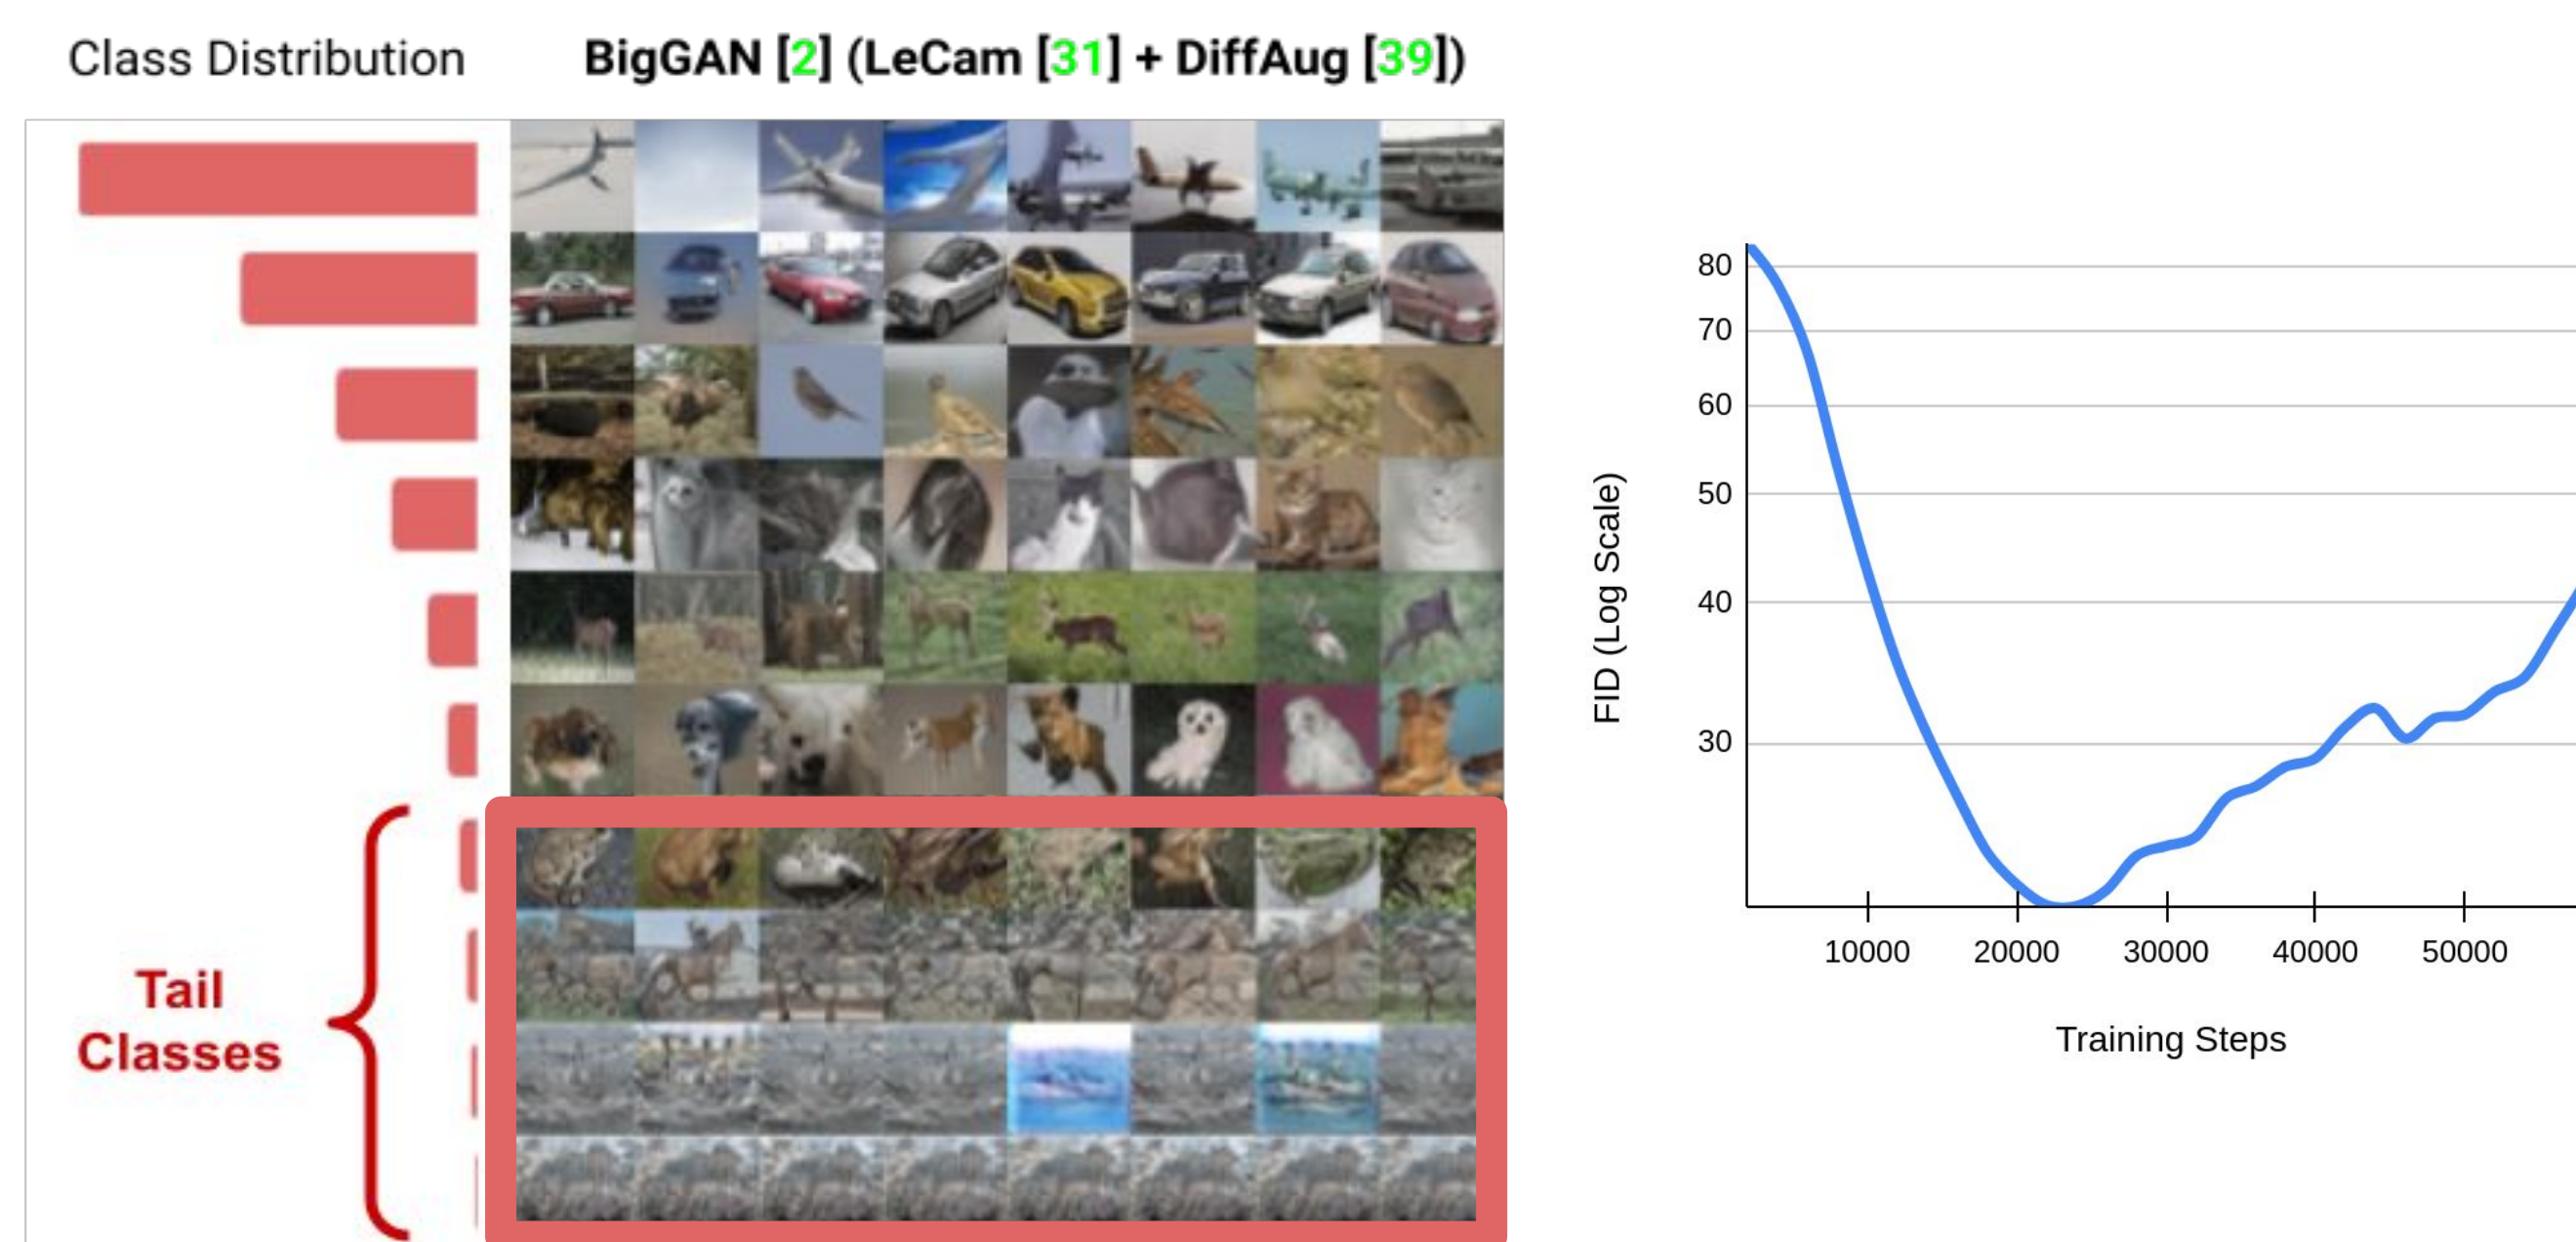 Class Distribution
BigGAN [2] (LeCam [31] + DiffAug [39])
Tail
Classes
FID (Log Scale)
80
70
60
50
40
30
10000
20000
30000
40000
50000
Training Steps